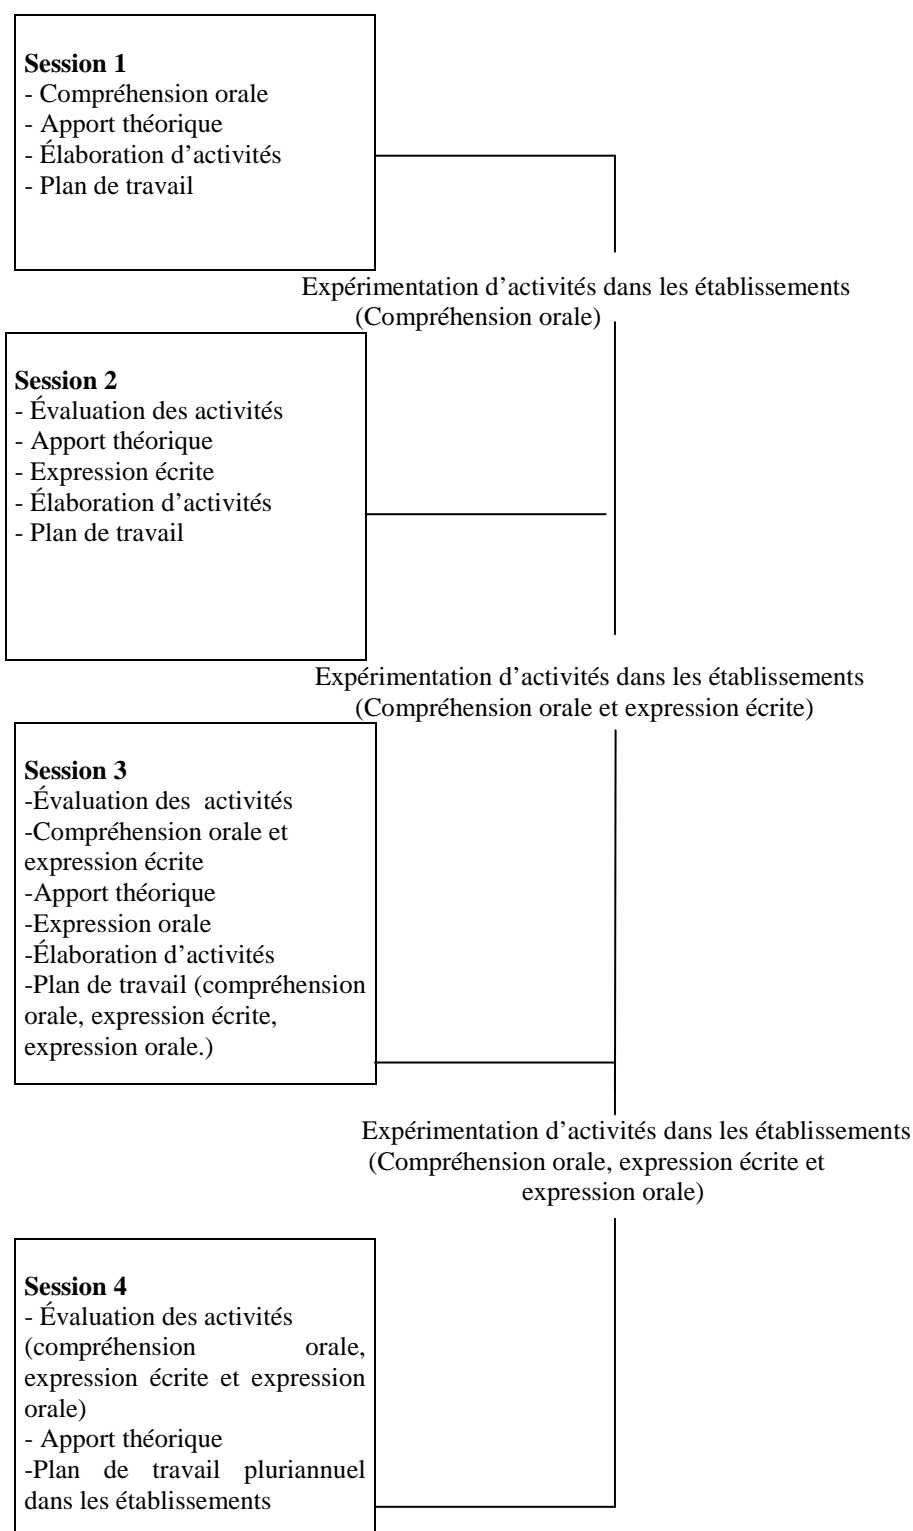 Session 1
- Compréhension orale
- Apport théorique
- Élaboration d’activités
- Plan de travail
Expérimentation d’activités dans les établissements
(Compréhension orale)
Session 2
- Évaluation des activités
- Apport théorique
- Expression écrite
- Élaboration d’activités
- Plan de travail
Expérimentation d’activités dans les établissements
(Compréhension orale et expression écrite)
Session 3
-Évaluation des activités
-Compréhension orale et
expression écrite
-Apport théorique
-Expression orale
-Élaboration d’activités
-Plan de travail (compréhension
orale, expression écrite,
expression orale.)
Expérimentation d’activités dans les établissements
(Compréhension orale, expression écrite et
expression orale)
Session 4
- Évaluation des activités
(compréhension orale,
expression écrite et expression
orale)
- Apport théorique
-Plan de travail pluriannuel
dans les établissements